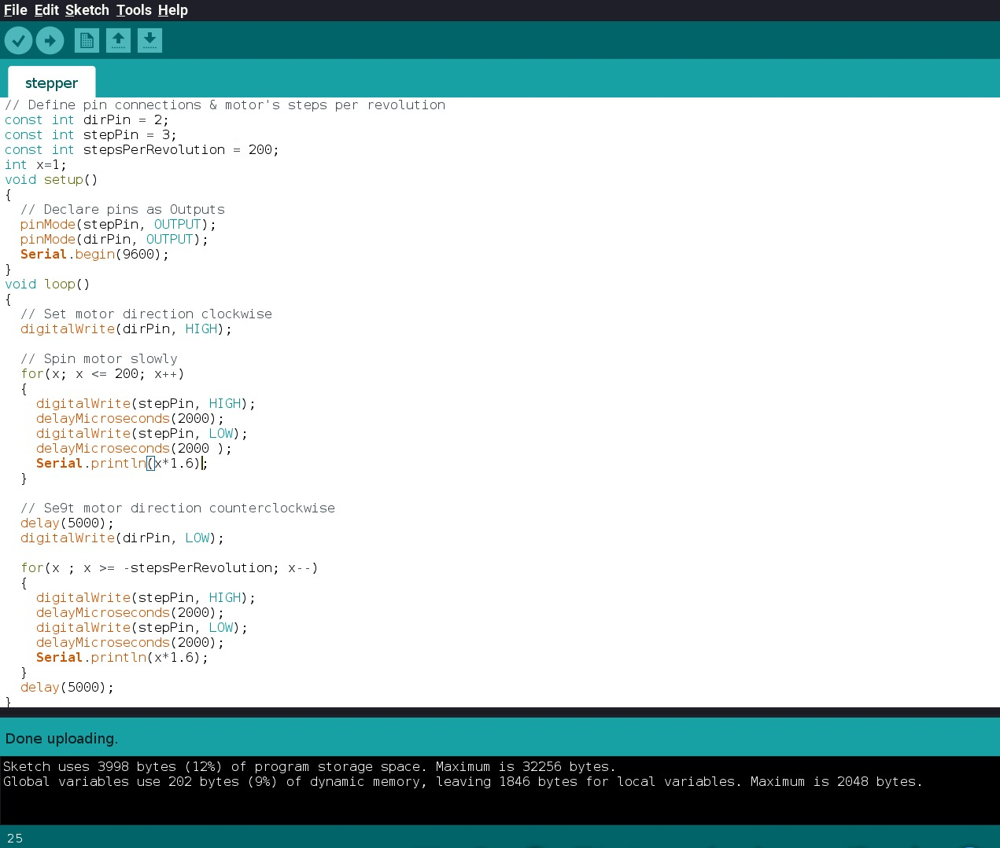 File Edit Sketch Tools Help
stepper
// Define pin connections & motor's steps per revolution
const int dirPin = 2;
const int stepPin = 3;
const int stepsPerRevolution = 200;
int x=1;
void setup()
{
  // Declare pins as Outputs
  pinMode(stepPin, OUTPUT);
  pinMode(dirPin, OUTPUT);
  Serial.begin(9600);
}
void loop()
{
  // Set motor direction clockwise
  digitalWrite(dirPin, HIGH);

  // Spin motor slowly
  for(x; x <= 200; x++)
  {
    digitalWrite(stepPin, HIGH);
    delayMicroseconds(2000);
    digitalWrite(stepPin, LOW);
    delayMicroseconds(2000 );
    Serial.println(x*1.6);
  }

  // Se9t motor direction counterclockwise
  delay(5000);
  digitalWrite(dirPin, LOW);

  for(x ; x >= -stepsPerRevolution; x--)
  {
    digitalWrite(stepPin, HIGH);
    delayMicroseconds(2000);
    digitalWrite(stepPin, LOW);
    delayMicroseconds(2000);
    Serial.println(x*1.6);
  }
  delay(5000);
}
Done uploading.
Sketch uses 3998 bytes (12%) of program storage space. Maximum is 32256 bytes.
Global variables use 202 bytes (9%) of dynamic memory, leaving 1846 bytes for local variables. Maximum is 2048 bytes.
25